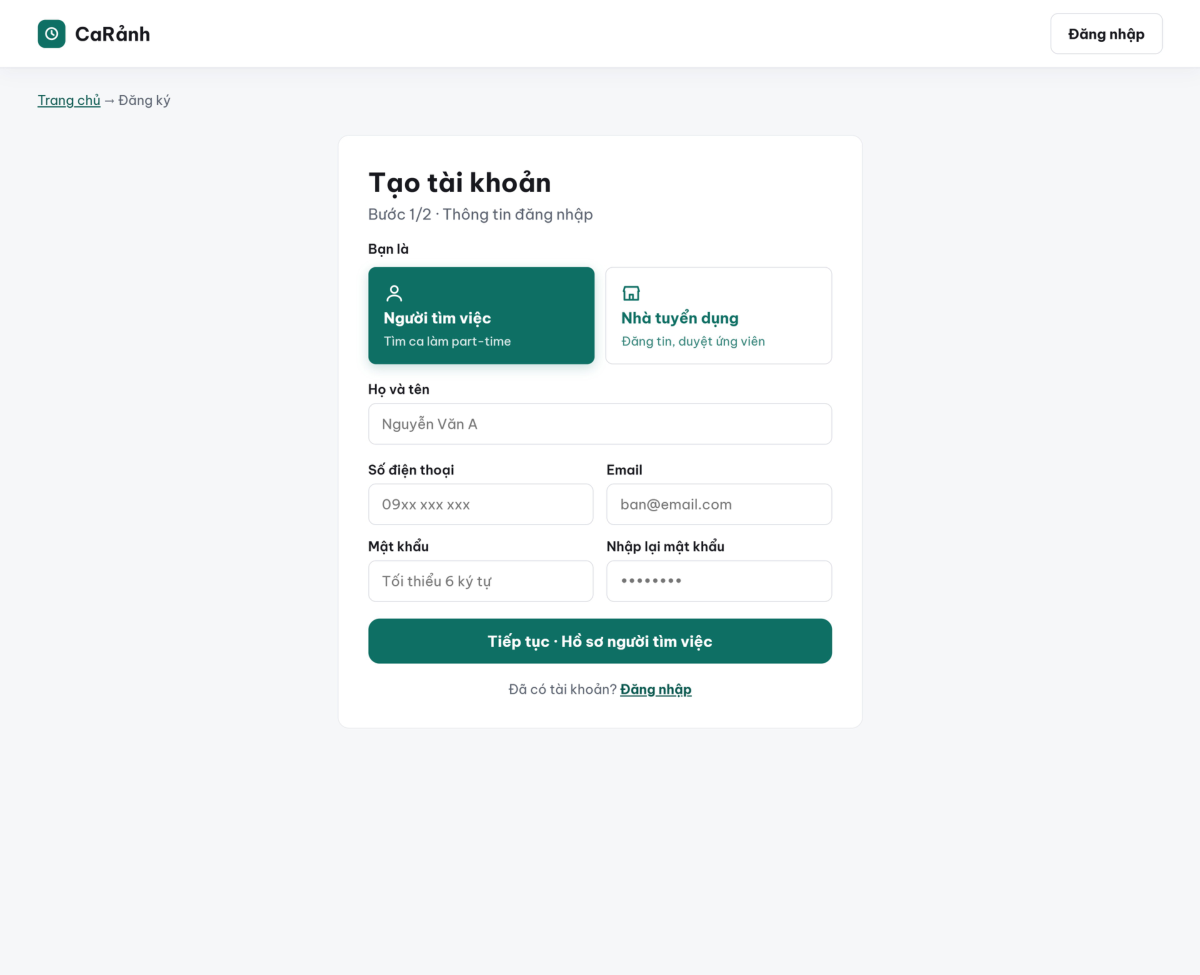 CaRảnh
Đăng nhập
Trang chủ → Đăng ký
Tạo tài khoản
Bước 1/2 · Thông tin đăng nhập
Bạn là
Người tìm việc
Tìm ca làm part-time
Nhà tuyển dụng
Đăng tin, duyệt ứng viên
Họ và tên
Nguyễn Văn A
Số điện thoại
Email
09xx xxx xxx
ban@email.com
Mật khẩu
Nhập lại mật khẩu
Tối thiểu 6 ký tự
••••••••
Tiếp tục · Hồ sơ người tìm việc
Đã có tài khoản? Đăng nhập